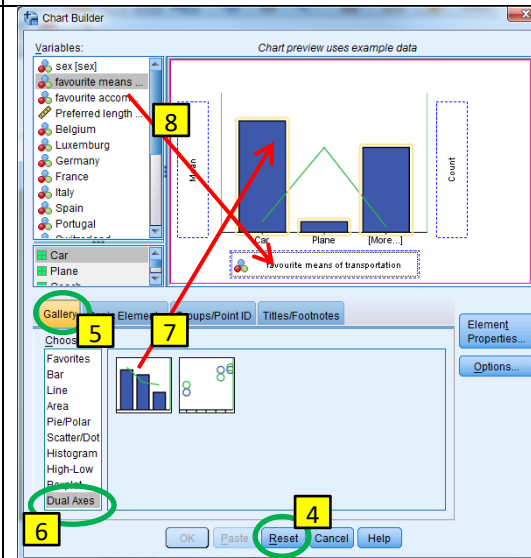 Chart Builder
Variables:
Chart preview uses example data
sex [sex]
favourite means ...
favourite accom...
Preferred length ...
Belgium
Luxemburg
Germany
France
Italy
Spain
Portugal
8
Mean
Count
Car
Plane
[More...]
favourite means of transportation
Car
Plane
Gallery
Groups/Point ID
Titles/Footnotes
5
7
Element Properties...
Options...
Favorites
Bar
Line
Area
Pie/Polar
Scatter/Dot
Histogram
High-Low
Dual Axes
6
4
OK
Paste
Reset
Cancel
Help